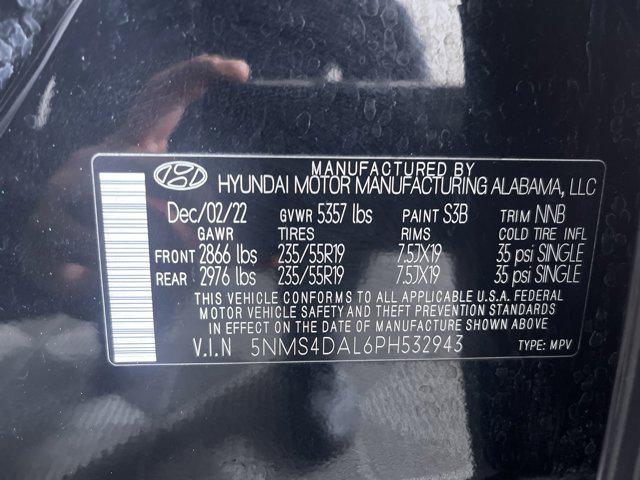 MANUFACTURED BY
HYUNDAI MOTOR MANUFACTURING ALABAMA, LLC
Dec/02/22 GVWR 5357 lbs PAINT S3B TRIM NNB
GAWR TIRES RIMS COLD TIRE INFL
FRONT 2866 lbs 235/55R19 7.5JX19 35 psi SINGLE
REAR 2976 lbs 235/55R19 7.5JX19 35 psi SINGLE
THIS VEHICLE CONFORMS TO ALL APPLICABLE U.S.A. FEDERAL
MOTOR VEHICLE SAFETY AND THEFT PREVENTION STANDARDS
IN EFFECT ON THE DATE OF MANUFACTURE SHOWN ABOVE
V.I.N 5NMS4DAL6PH532943 TYPE: MPV